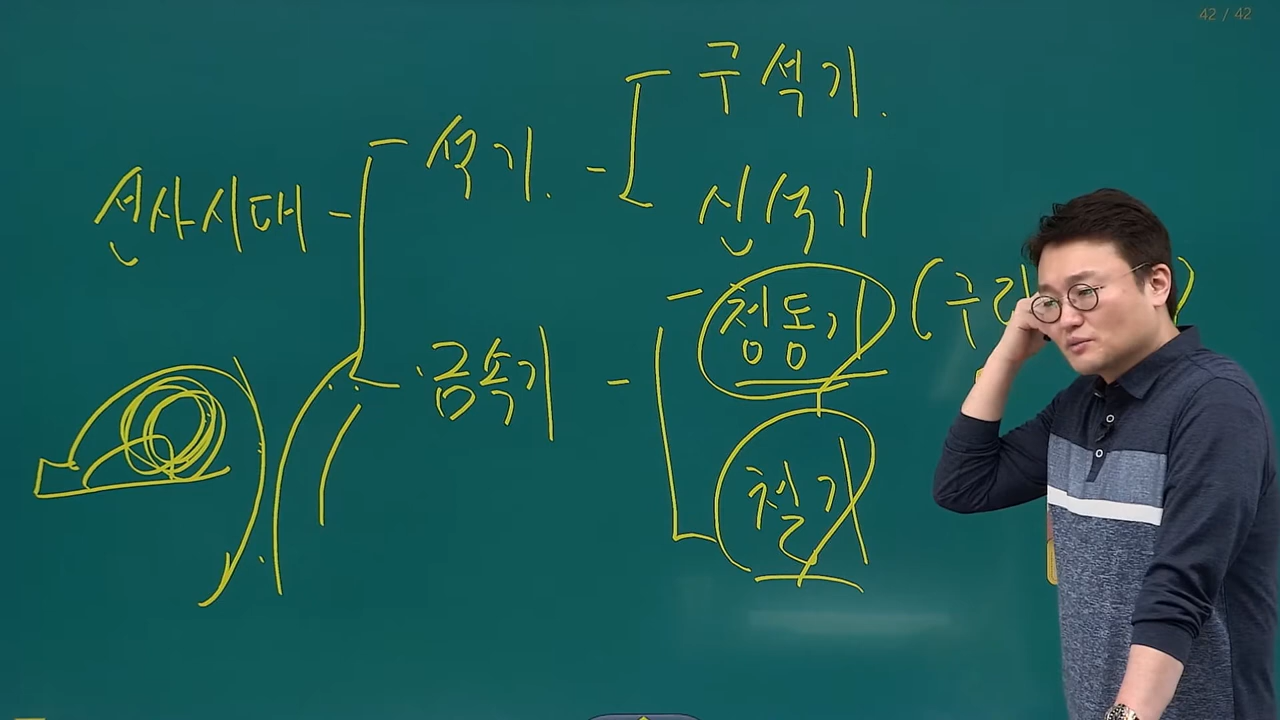 42 / 42
구석기.
선사시대 - 석기. -
신석기
청동기 (구리
금속기 -
철기